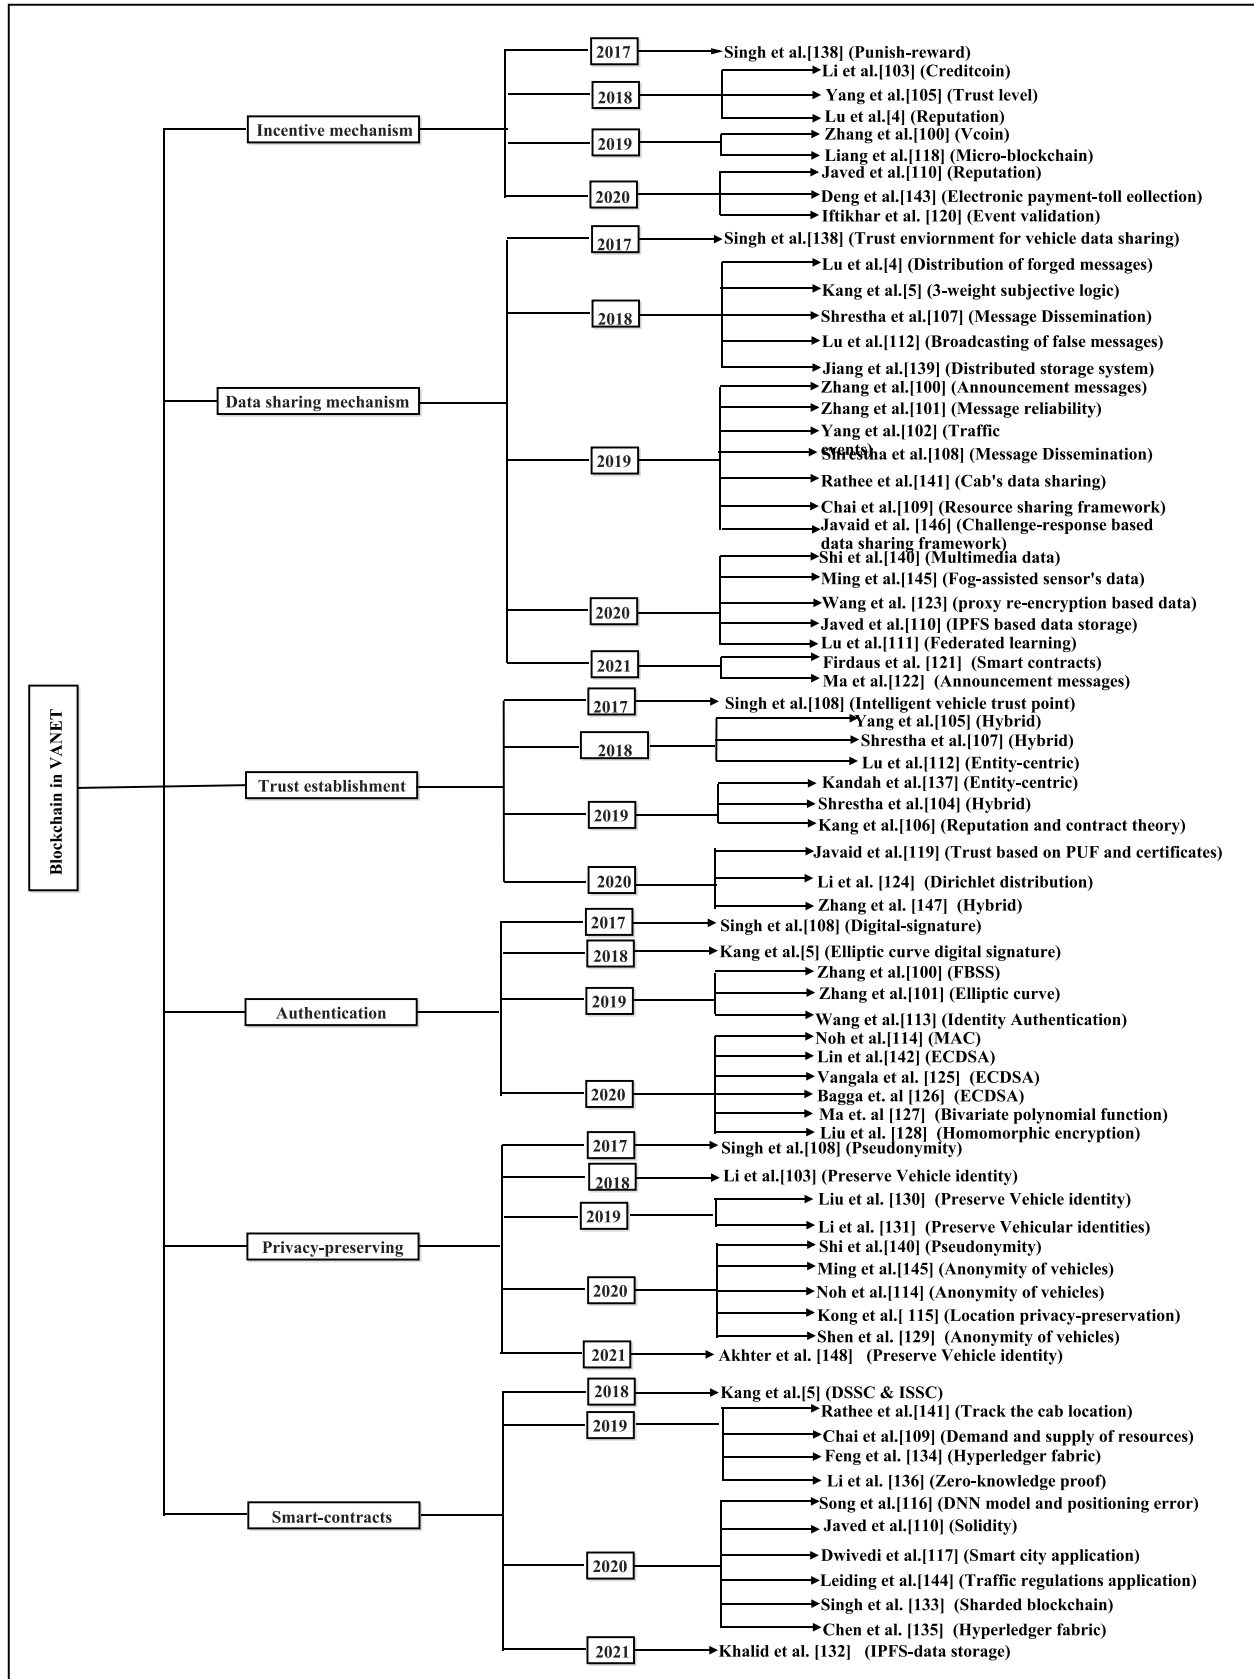 Blockchain in VANET
Incentive mechanism
2017
Singh et al.[138] (Punish-reward)
2018
Li et al.[103] (Creditcoin)
Yang et al.[105] (Trust level)
Lu et al.[4] (Reputation)
2019
Zhang et al.[100] (Vcoin)
Liang et al.[118] (Micro-blockchain)
2020
Javed et al.[110] (Reputation)
Deng et al.[143] (Electronic payment-toll eollection)
Iftikhar et al. [120] (Event validation)
Data sharing mechanism
2017
Singh et al.[138] (Trust enviornment for vehicle data sharing)
2018
Lu et al.[4] (Distribution of forged messages)
Kang et al.[5] (3-weight subjective logic)
Shrestha et al.[107] (Message Dissemination)
Lu et al.[112] (Broadcasting of false messages)
Jiang et al.[139] (Distributed storage system)
2019
Zhang et al.[100] (Announcement messages)
Zhang et al.[101] (Message reliability)
Yang et al.[102] (Traffic
events)
Shrestha et al.[108] (Message Dissemination)
Rathee et al.[141] (Cab's data sharing)
Chai et al.[109] (Resource sharing framework)
Javaid et al. [146] (Challenge-response based
data sharing framework)
2020
Shi et al.[140] (Multimedia data)
Ming et al.[145] (Fog-assisted sensor's data)
Wang et al. [123] (proxy re-encryption based data)
Javed et al.[110] (IPFS based data storage)
Lu et al.[111] (Federated learning)
2021
Firdaus et al. [121] (Smart contracts)
Ma et al.[122] (Announcement messages)
Trust establishment
2017
Singh et al.[108] (Intelligent vehicle trust point)
2018
Yang et al.[105] (Hybrid)
Shrestha et al.[107] (Hybrid)
Lu et al.[112] (Entity-centric)
2019
Kandah et al.[137] (Entity-centric)
Shrestha et al.[104] (Hybrid)
Kang et al.[106] (Reputation and contract theory)
2020
Javaid et al.[119] (Trust based on PUF and certificates)
Li et al. [124] (Dirichlet distribution)
Zhang et al. [147] (Hybrid)
Authentication
2017
Singh et al.[108] (Digital-signature)
2018
Kang et al.[5] (Elliptic curve digital signature)
2019
Zhang et al.[100] (FBSS)
Zhang et al.[101] (Elliptic curve)
Wang et al.[113] (Identity Authentication)
2020
Noh et al.[114] (MAC)
Lin et al.[142] (ECDSA)
Vangala et al. [125] (ECDSA)
Bagga et. al [126] (ECDSA)
Ma et. al [127] (Bivariate polynomial function)
Liu et al. [128] (Homomorphic encryption)
Privacy-preserving
2017
Singh et al.[108] (Pseudonymity)
2018
Li et al.[103] (Preserve Vehicle identity)
2019
Liu et al. [130] (Preserve Vehicle identity)
Li et al. [131] (Preserve Vehicular identities)
2020
Shi et al.[140] (Pseudonymity)
Ming et al.[145] (Anonymity of vehicles)
Noh et al.[114] (Anonymity of vehicles)
Kong et al.[ 115] (Location privacy-preservation)
Shen et al. [129] (Anonymity of vehicles)
2021
Akhter et al. [148] (Preserve Vehicle identity)
Smart-contracts
2018
Kang et al.[5] (DSSC & ISSC)
2019
Rathee et al.[141] (Track the cab location)
Chai et al.[109] (Demand and supply of resources)
Feng et al. [134] (Hyperledger fabric)
Li et al. [136] (Zero-knowledge proof)
2020
Song et al.[116] (DNN model and positioning error)
Javed et al.[110] (Solidity)
Dwivedi et al.[117] (Smart city application)
Leiding et al.[144] (Traffic regulations application)
Singh et al. [133] (Sharded blockchain)
Chen et al. [135] (Hyperledger fabric)
2021
Khalid et al. [132] (IPFS-data storage)